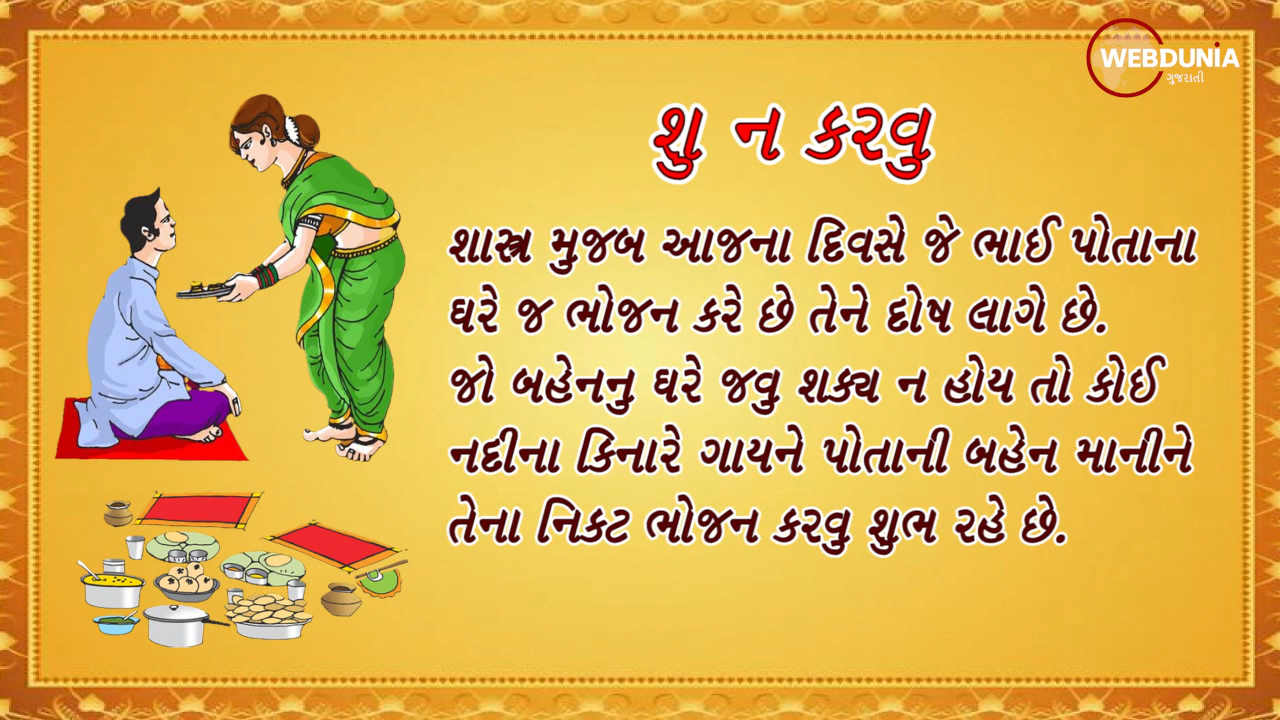 WEBDUNIA
ગુજરાતી
શુ ન કરવુ
શાસ્ત્ર મુજબ આજના દિવસે જે ભાઈ પોતાના
ઘરે જ ભોજન કરે છે તેને દોષ લાગે છે.
જો બહેનનુ ઘરે જવુ શક્ય ન હોય તો કોઈ
નદીના કિનારે ગાયને પોતાની બહેન માનીને
તેના નિકટ ભોજન કરવુ શુભ રહે છે.